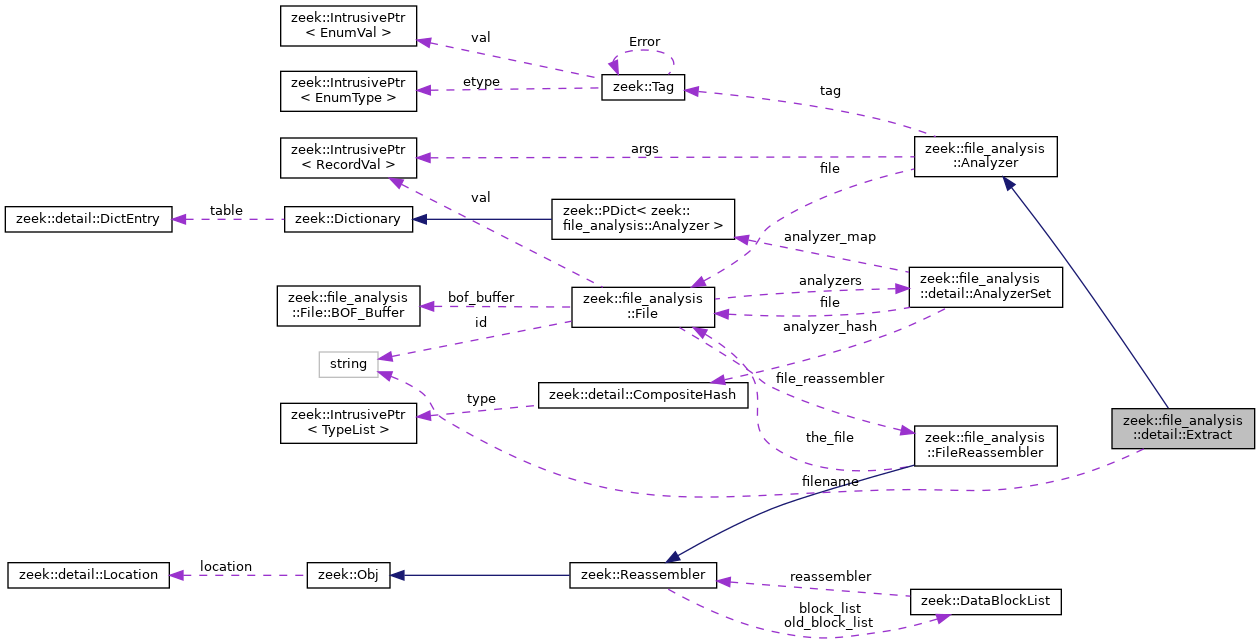 zeek::IntrusivePtr
< EnumVal >
val
Error
zeek::IntrusivePtr
< EnumType >
etype
zeek::Tag
tag
zeek::IntrusivePtr
< RecordVal >
args
zeek::file_analysis
::Analyzer
file
val
zeek::detail::DictEntry
table
zeek::Dictionary
zeek::PDict< zeek::
file_analysis::Analyzer >
analyzer_map
zeek::file_analysis
::File::BOF_Buffer
bof_buffer
zeek::file_analysis
::File
analyzers
file
zeek::file_analysis
::detail::AnalyzerSet
id
analyzer_hash
string
file_reassembler
zeek::IntrusivePtr
< TypeList >
type
zeek::detail::CompositeHash
the_file
zeek::file_analysis
::FileReassembler
zeek::file_analysis
::detail::Extract
filename
zeek::detail::Location
location
zeek::Obj
zeek::Reassembler
reassembler
block_list
old_block_list
zeek::DataBlockList